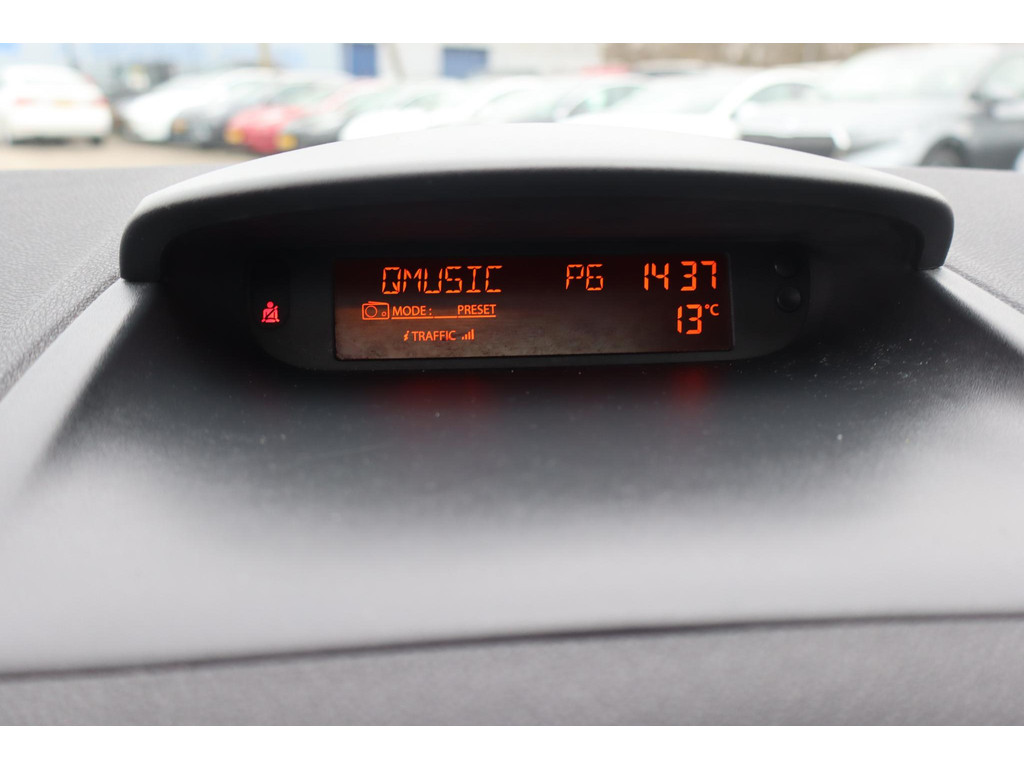 QMUSIC P6 14 37
MODE: PRESET 13°C
i TRAFFIC